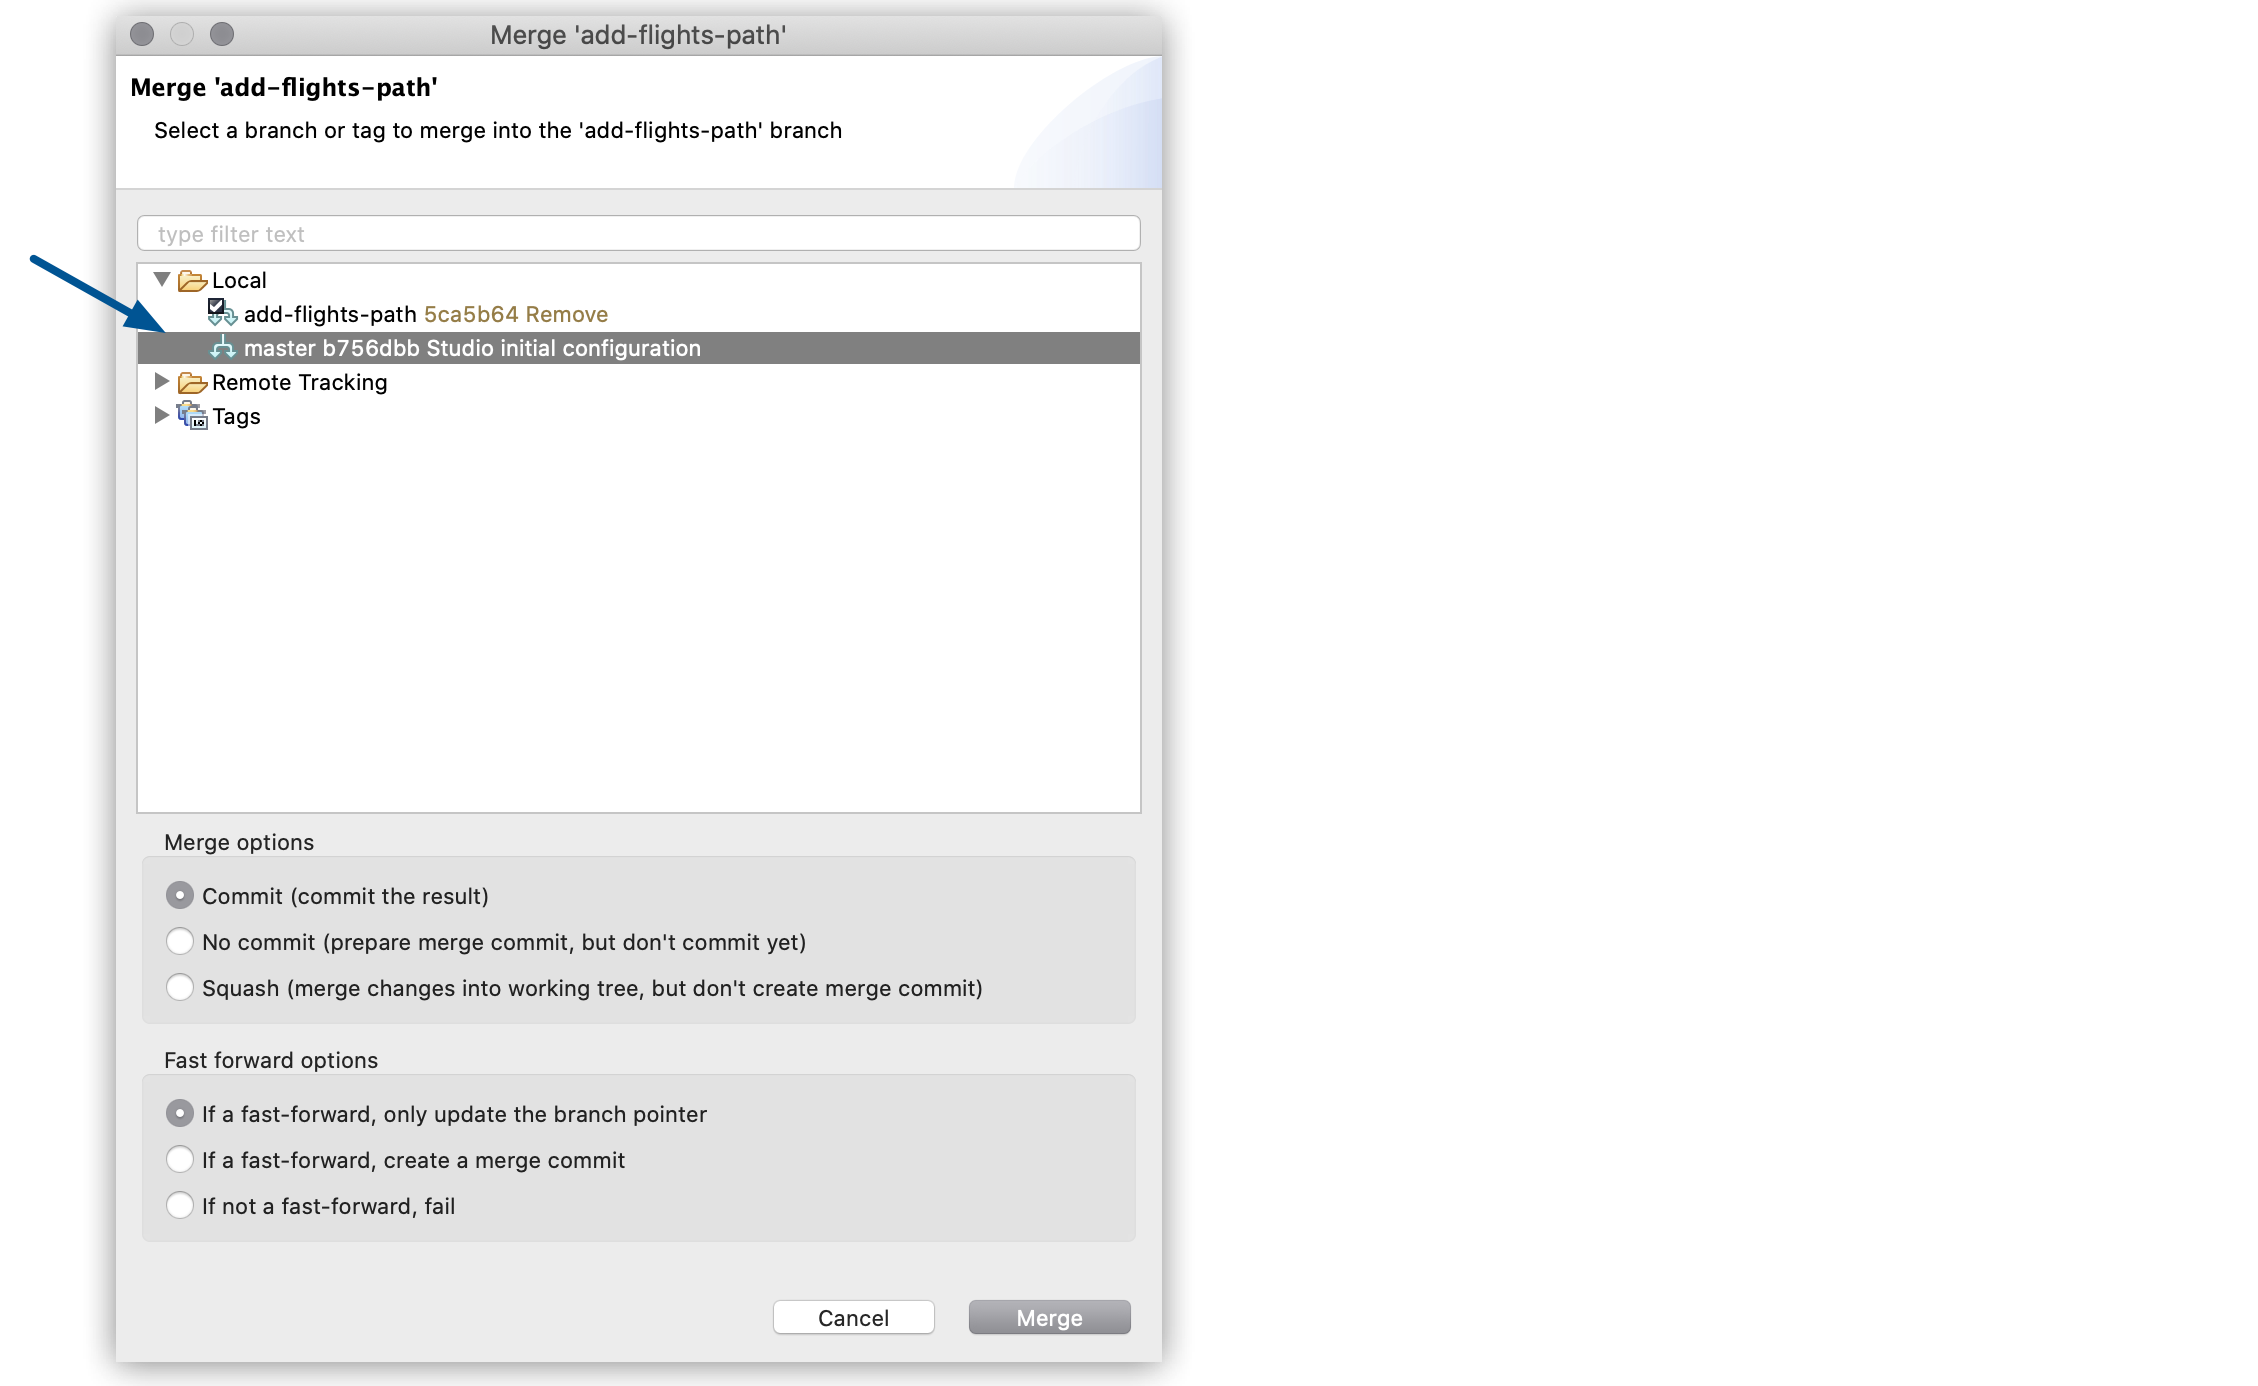 Merge 'add-flights-path'
Merge 'add-flights-path'
Select a branch or tag to merge into the 'add-flights-path' branch
type filter text
Local
add-flights-path 5ca5b64 Remove
master b756dbb Studio initial configuration
Remote Tracking
Tags
Merge options
Commit (commit the result)
No commit (prepare merge commit, but don't commit yet)
Squash (merge changes into working tree, but don't create merge commit)
Fast forward options
If a fast-forward, only update the branch pointer
If a fast-forward, create a merge commit
If not a fast-forward, fail
Cancel Merge